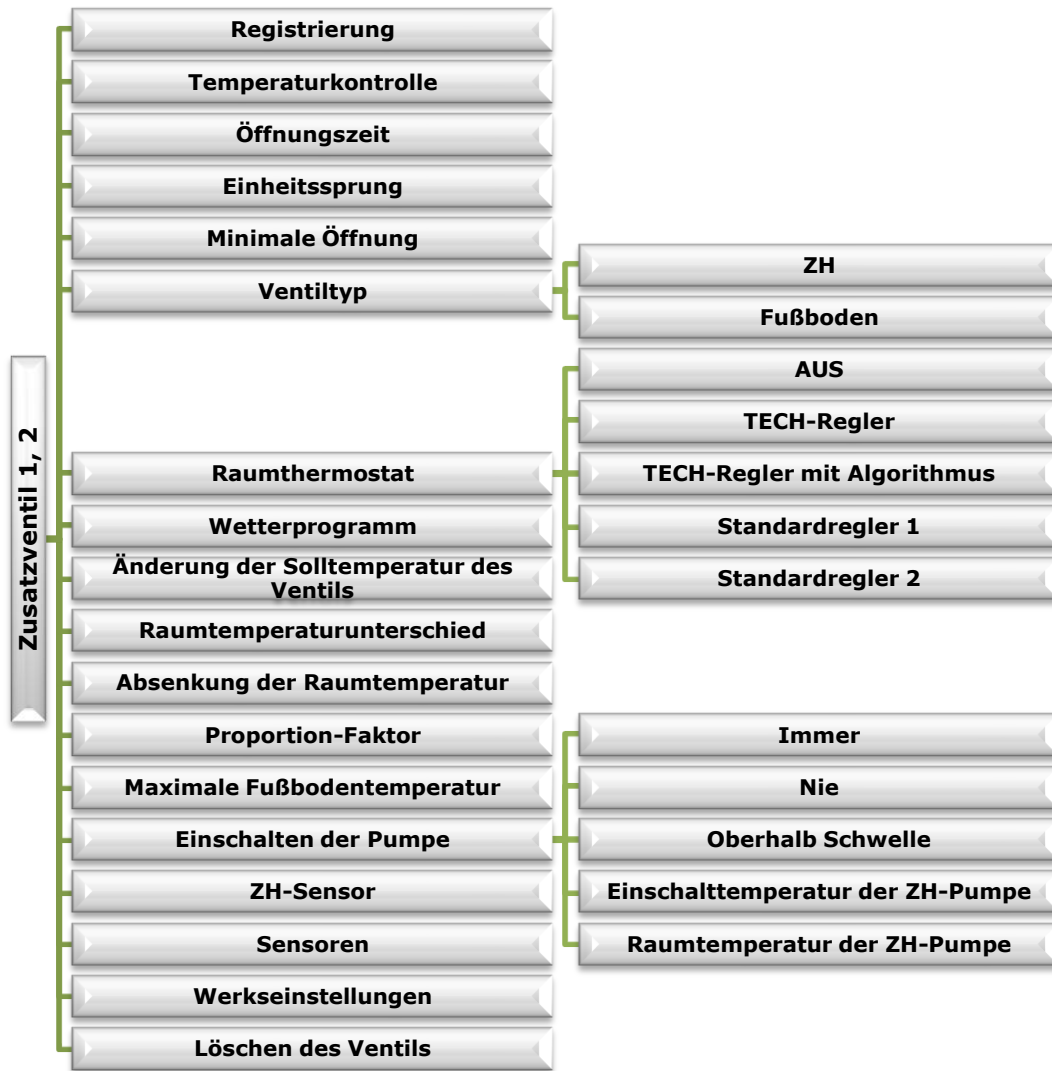 Zusatzventil 1, 2
Registrierung
Temperaturkontrolle
Öffnungszeit
Einheitssprung
Minimale Öffnung
Ventiltyp
ZH
Fußboden
Raumthermostat
AUS
TECH-Regler
TECH-Regler mit Algorithmus
Standardregler 1
Standardregler 2
Wetterprogramm
Änderung der Solltemperatur des
Ventils
Raumtemperaturunterschied
Absenkung der Raumtemperatur
Proportion-Faktor
Maximale Fußbodentemperatur
Einschalten der Pumpe
Immer
Nie
Oberhalb Schwelle
Einschalttemperatur der ZH-Pumpe
Raumtemperatur der ZH-Pumpe
ZH-Sensor
Sensoren
Werkseinstellungen
Löschen des Ventils